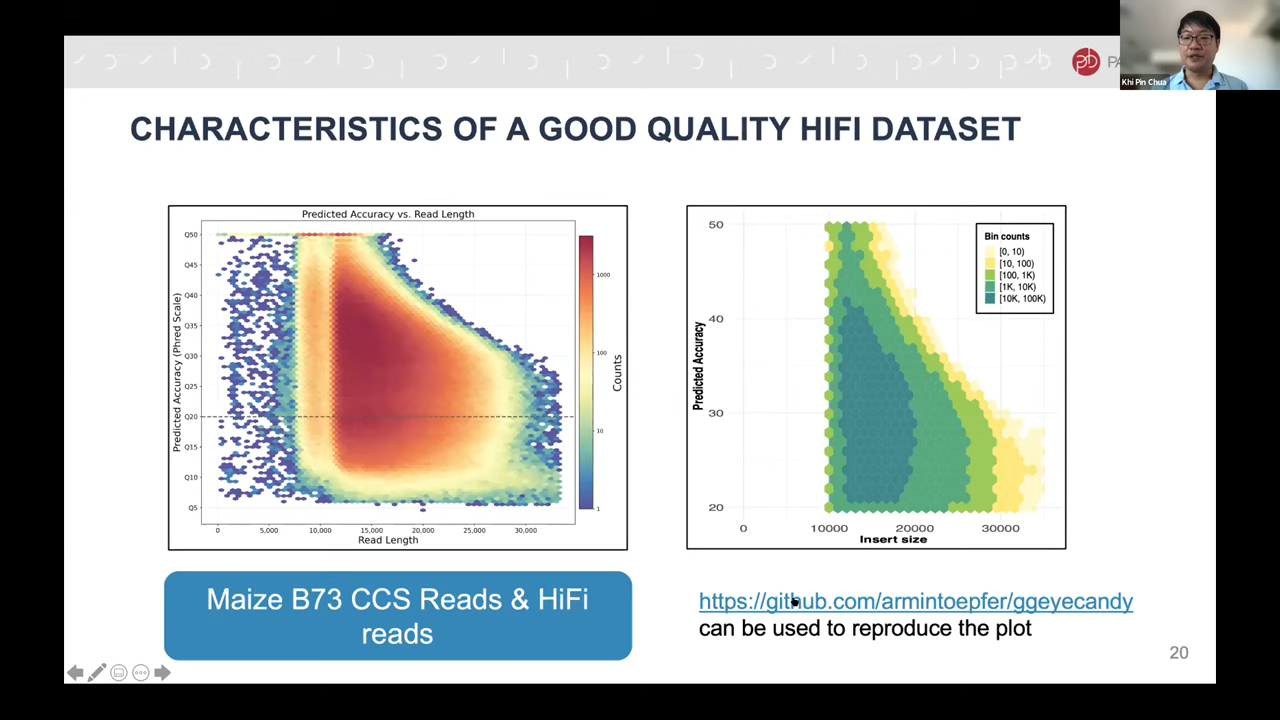 PA
Khi Pin Chua
CHARACTERISTICS OF A GOOD QUALITY HIFI DATASET
Predicted Accuracy vs. Read Length
Q50
Q45
Q40
Q35
Q30
Q25
Q20
Q15
Q10
Q5
Predicted Accuracy (Phred Scale)
0
5,000
10,000
15,000
20,000
25,000
30,000
Read Length
1000
100
10
1
Counts
50
40
30
20
Predicted Accuracy
0
10000
20000
30000
Insert size
Bin counts
[0, 10)
[10, 100)
[100, 1K)
[1K, 10K)
[10K, 100K)
Maize B73 CCS Reads & HiFi
reads
https://github.com/armintoepfer/ggeyecandy
can be used to reproduce the plot
20